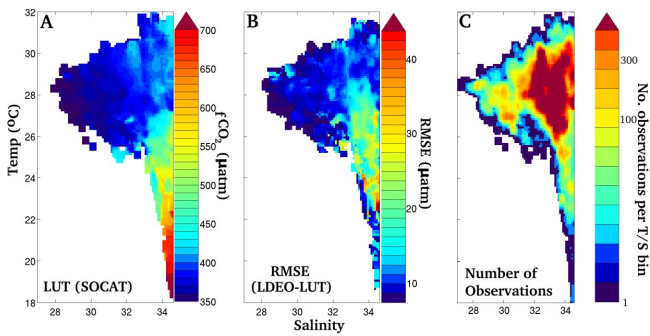 A
B
C
32
30
28
26
24
22
20
18
Temp (ºC)
700
650
600
550
500
450
400
350
fCO₂ (µatm)
40
30
20
10
RMSE (µatm)
300
100
1
No. observations per T/S bin
LUT (SOCAT)
RMSE
(LDEO-LUT)
Number of
Observations
28 30 32 34
28 30 32 34
28 30 32 34
Salinity